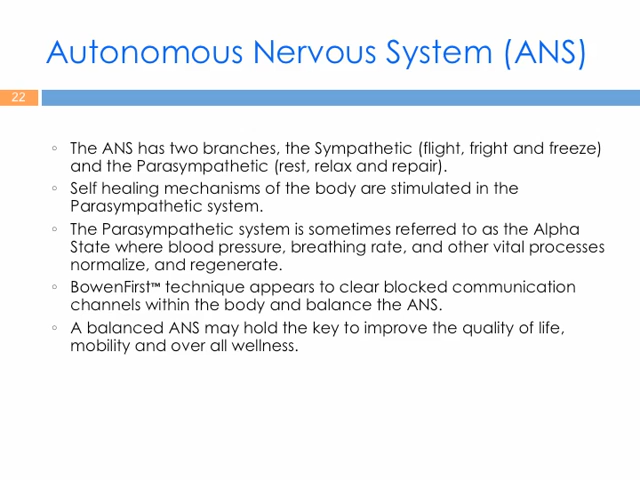 Autonomous Nervous System (ANS)
22
◦ The ANS has two branches, the Sympathetic (flight, fright and freeze)
and the Parasympathetic (rest, relax and repair).
◦ Self healing mechanisms of the body are stimulated in the
Parasympathetic system.
◦ The Parasympathetic system is sometimes referred to as the Alpha
State where blood pressure, breathing rate, and other vital processes
normalize, and regenerate.
◦ BowenFirst™ technique appears to clear blocked communication
channels within the body and balance the ANS.
◦ A balanced ANS may hold the key to improve the quality of life,
mobility and over all wellness.